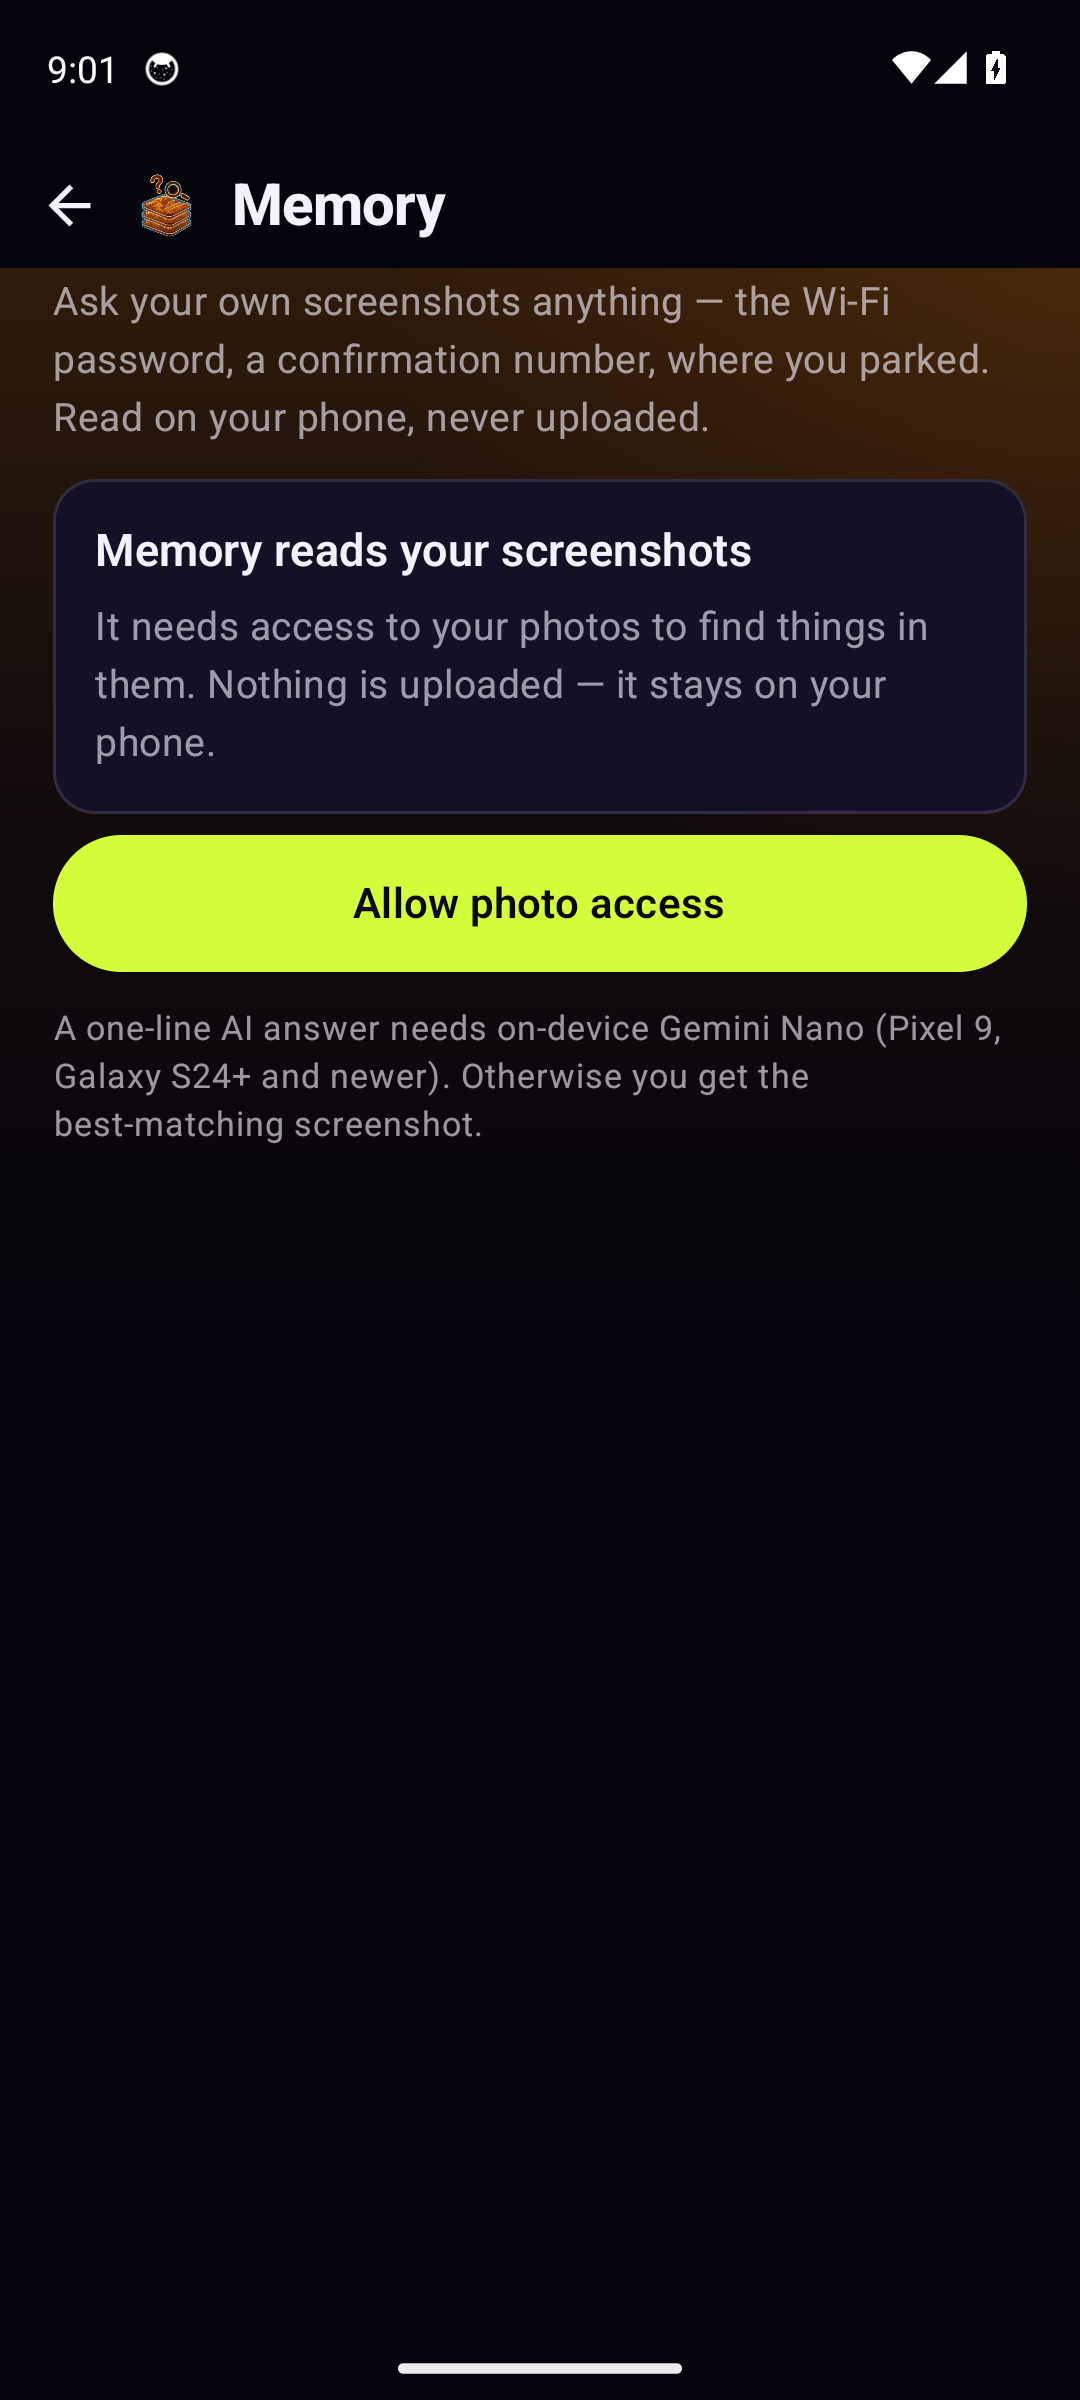 9:01
Memory
Ask your own screenshots anything — the Wi-Fi
password, a confirmation number, where you parked.
Read on your phone, never uploaded.
Memory reads your screenshots
It needs access to your photos to find things in
them. Nothing is uploaded — it stays on your
phone.
Allow photo access
A one-line AI answer needs on-device Gemini Nano (Pixel 9,
Galaxy S24+ and newer). Otherwise you get the
best-matching screenshot.